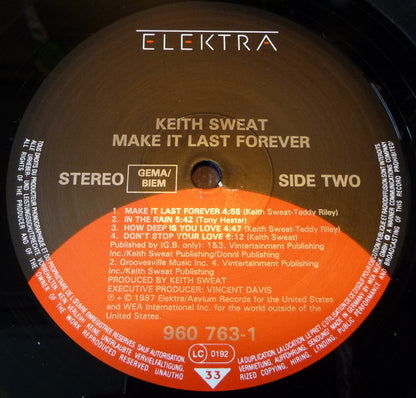 ELEKTRA
KEITH SWEAT
MAKE IT LAST FOREVER
STEREO GEMA/BIEM SIDE TWO
1. MAKE IT LAST FOREVER 4:55 (Keith Sweat-Teddy Riley)
2. IN THE RAIN 5:42 (Tony Hester)
3. HOW DEEP IS YOU LOVE 4:47 (Keith Sweat-Teddy Riley)
4. DON'T STOP YOUR LOVE 6:12 (Keith Sweat)
Published by (G.B. only): 1&3. Vintertainment Publishing
Inc./Keith Sweat Publishing/Donril Publishing
2. Groovesville Music Inc. 4. Vintertainment Publishing
Inc./Keith Sweat Publishing
Produced by KEITH SWEAT
EXECUTIVE PRODUCER: VINCENT DAVIS
℗ + © 1987 Elektra/Asylum Records for the United States
and WEA International Inc. for the world outside of the
United States.
960 763-1
LC 0192
33